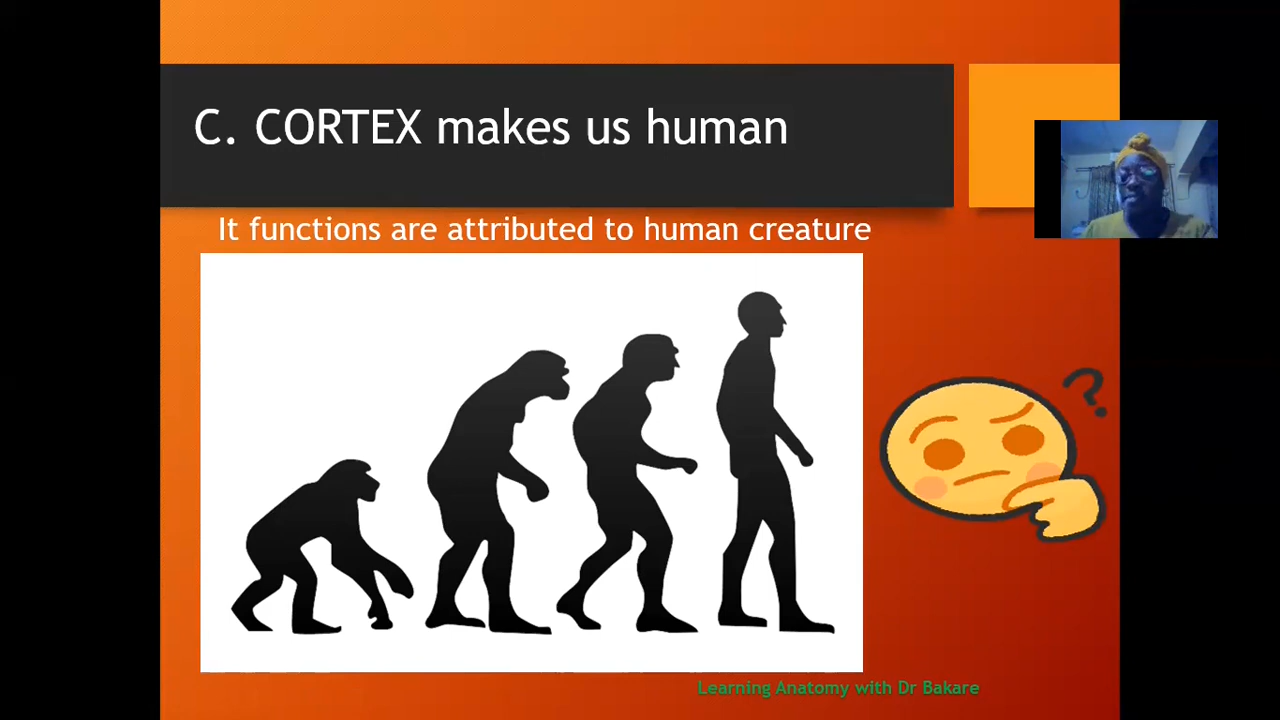 C. CORTEX makes us human
It functions are attributed to human creature
?
Learning Anatomy with Dr Bakare